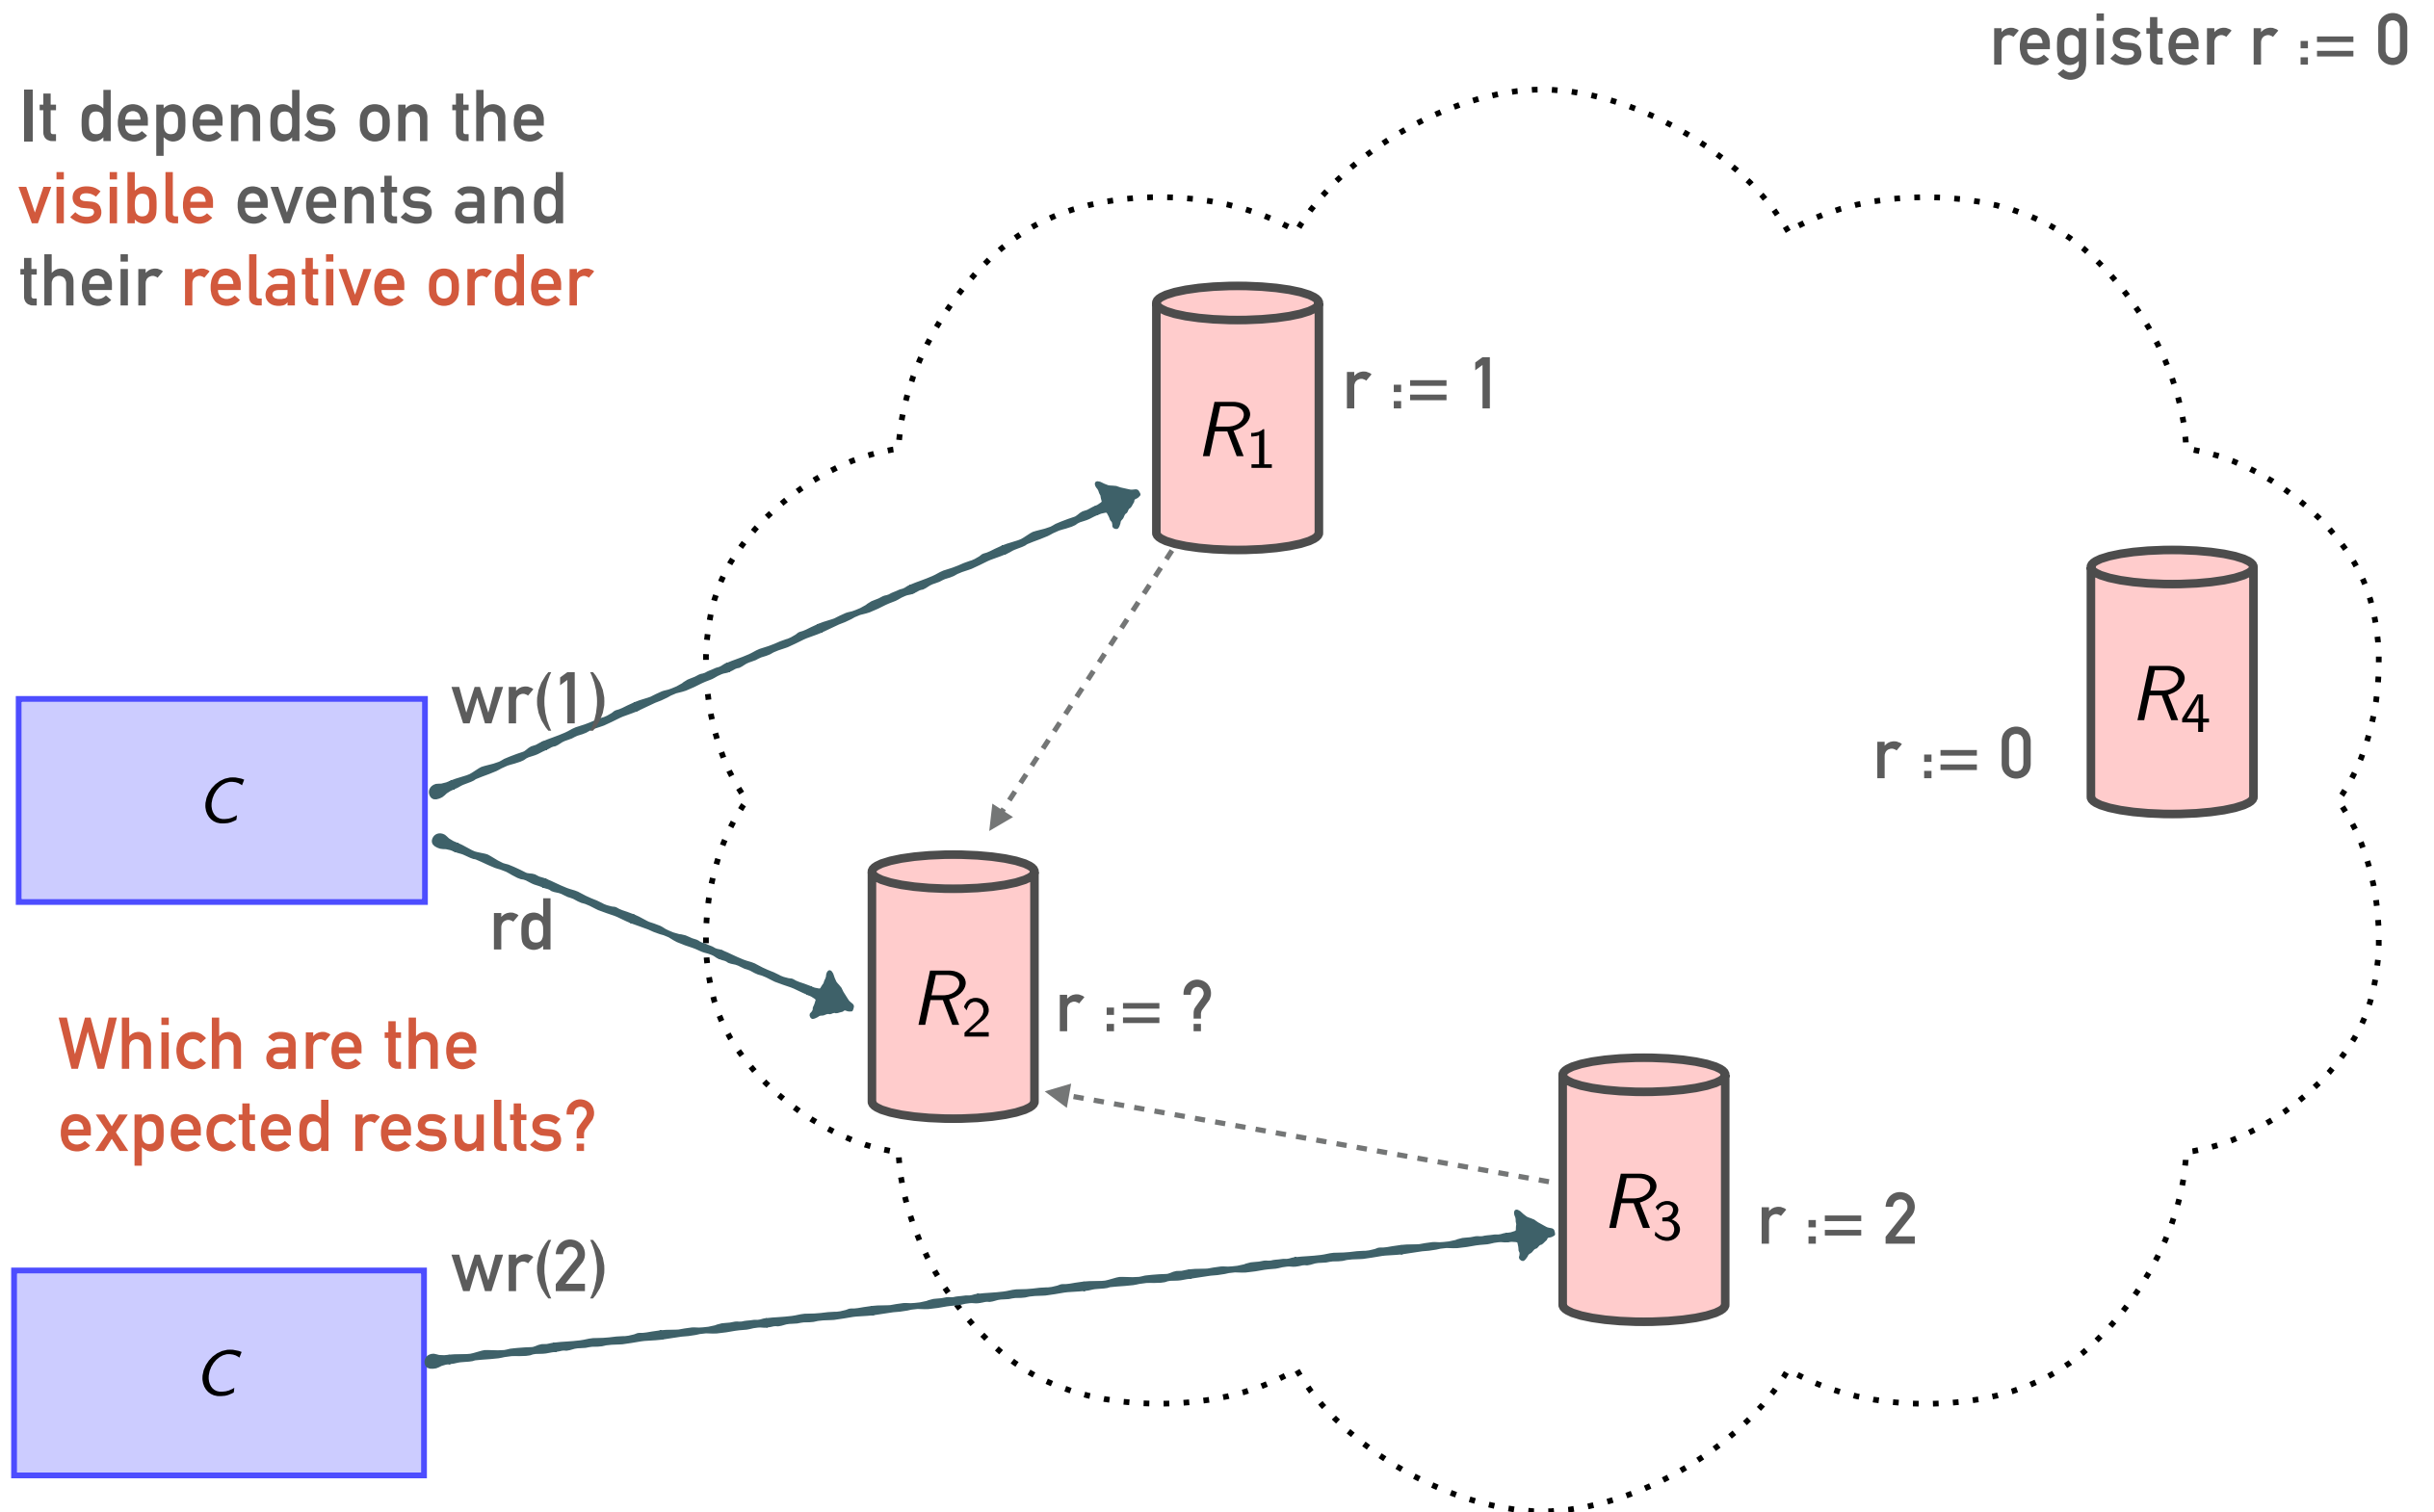 register r := 0
It depends on the
visible events and
their relative order
r := 1
R1
R4
wr(1)
r := 0
C
rd
R2
r := ?
Which are the
expected results?
R3
r := 2
wr(2)
C